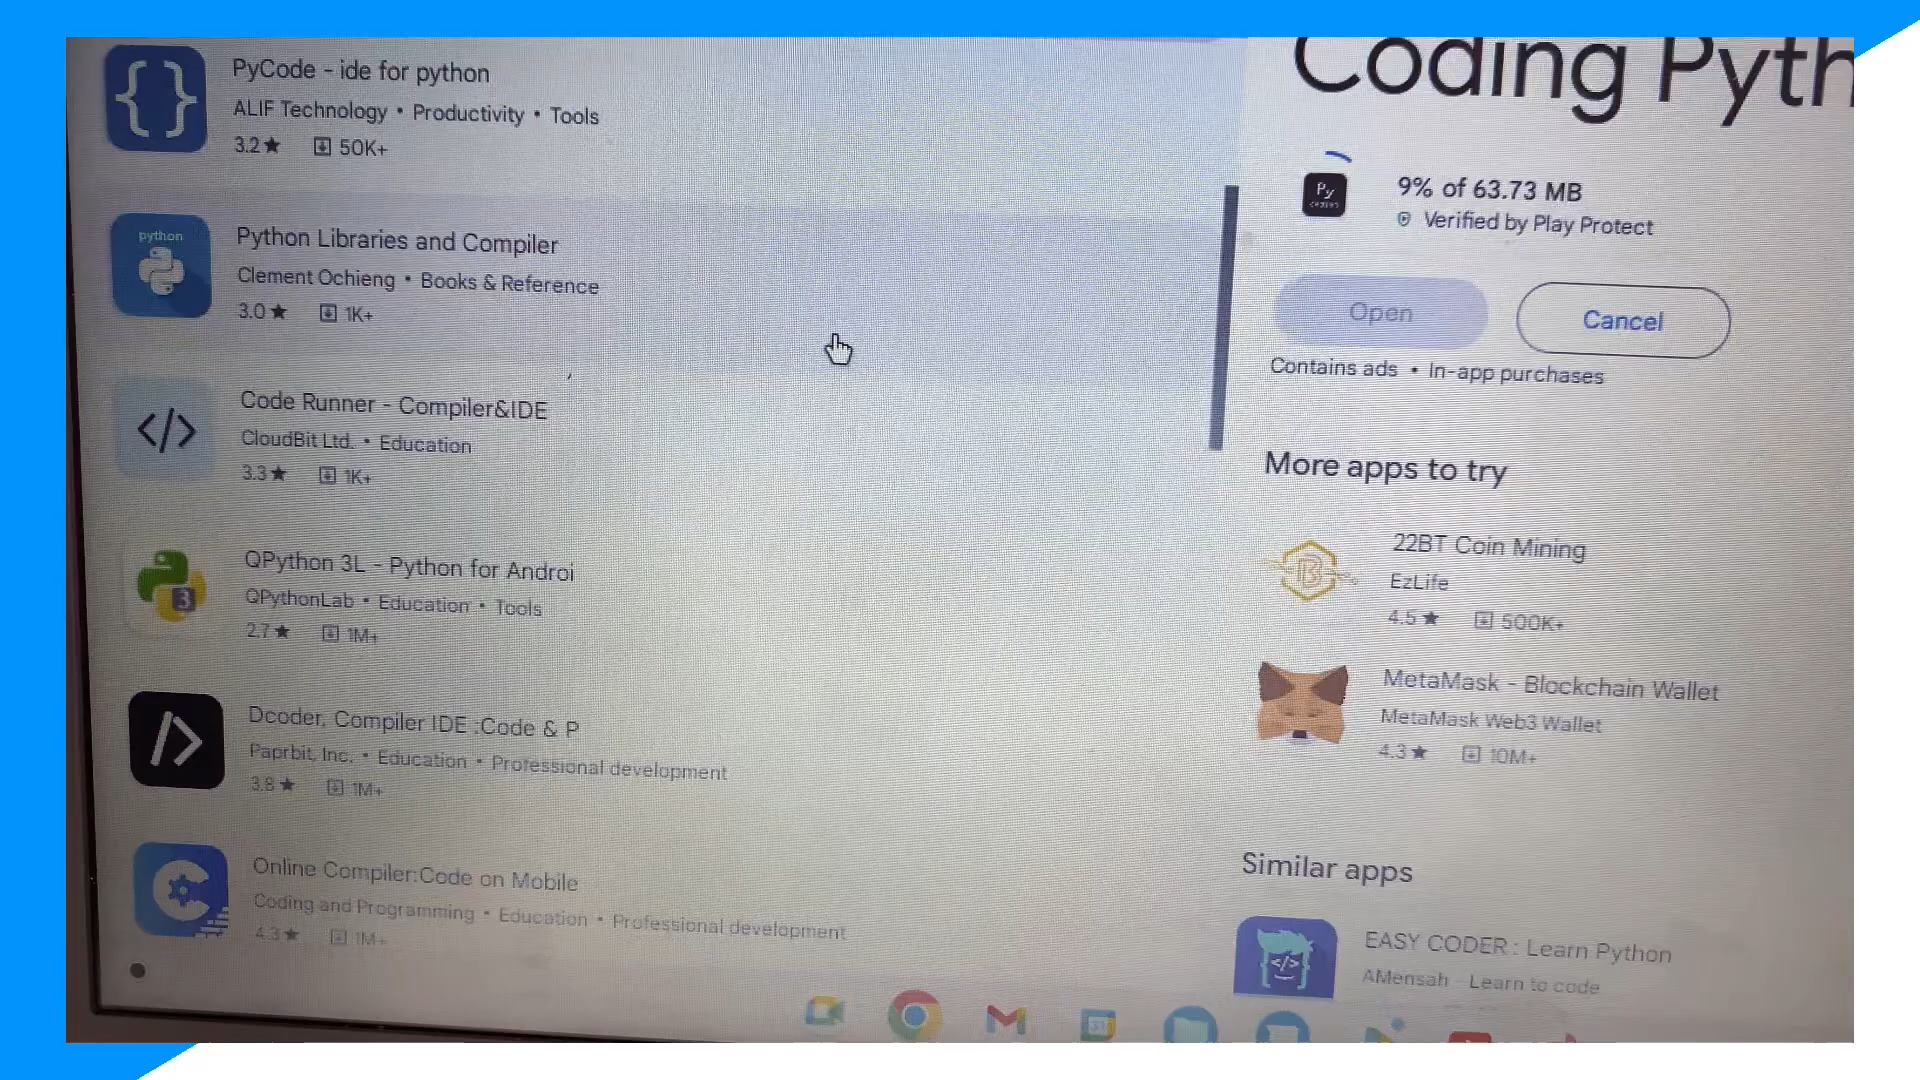 PyCode - ide for python
ALIF Technology • Productivity • Tools
3.2★ 50K+
python
Python Libraries and Compiler
Clement Ochieng • Books & Reference
3.0★ 1K+
</>
Code Runner - Compiler&IDE
CloudBit Ltd. • Education
3.3★ 1K+
3
QPython 3L - Python for Androi
QPythonLab • Education • Tools
2.7★ 1M+
Dcoder, Compiler IDE :Code & P
Paprbit, Inc. • Education • Professional development
3.8★ 1M+
Online Compiler:Code on Mobile
Coding and Programming • Education • Professional development
4.3★ 1M+
Coding Pyth
Py
9% of 63.73 MB
Verified by Play Protect
Open
Cancel
Contains ads • In-app purchases
More apps to try
22BT Coin Mining
EzLife
4.5★ 500K+
MetaMask - Blockchain Wallet
MetaMask Web3 Wallet
4.3★ 10M+
Similar apps
</>
EASY CODER : Learn Python
AMensah Learn to code
31